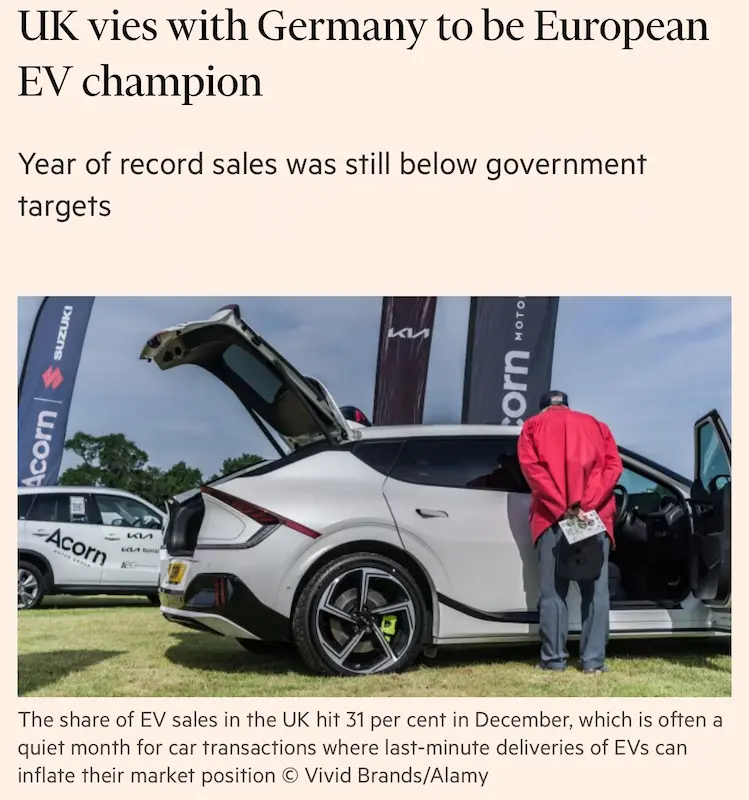 UK vies with Germany to be European
EV champion
Year of record sales was still below government
targets
SUZUKI
Acorn
KIA
orn
MOTO
Acorn
KIA
The share of EV sales in the UK hit 31 per cent in December, which is often a
quiet month for car transactions where last-minute deliveries of EVs can
inflate their market position © Vivid Brands/Alamy